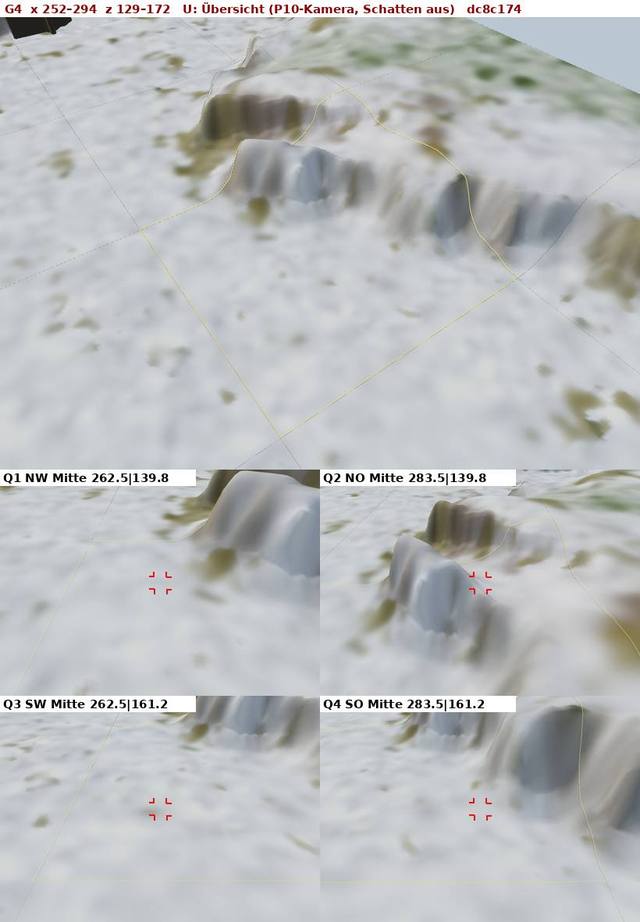 G4 x 252-294 z 129-172 U: Übersicht (P10-Kamera, Schatten aus) dc8c174
Q1 NW Mitte 262.5|139.8
Q2 NO Mitte 283.5|139.8
Q3 SW Mitte 262.5|161.2
Q4 SO Mitte 283.5|161.2